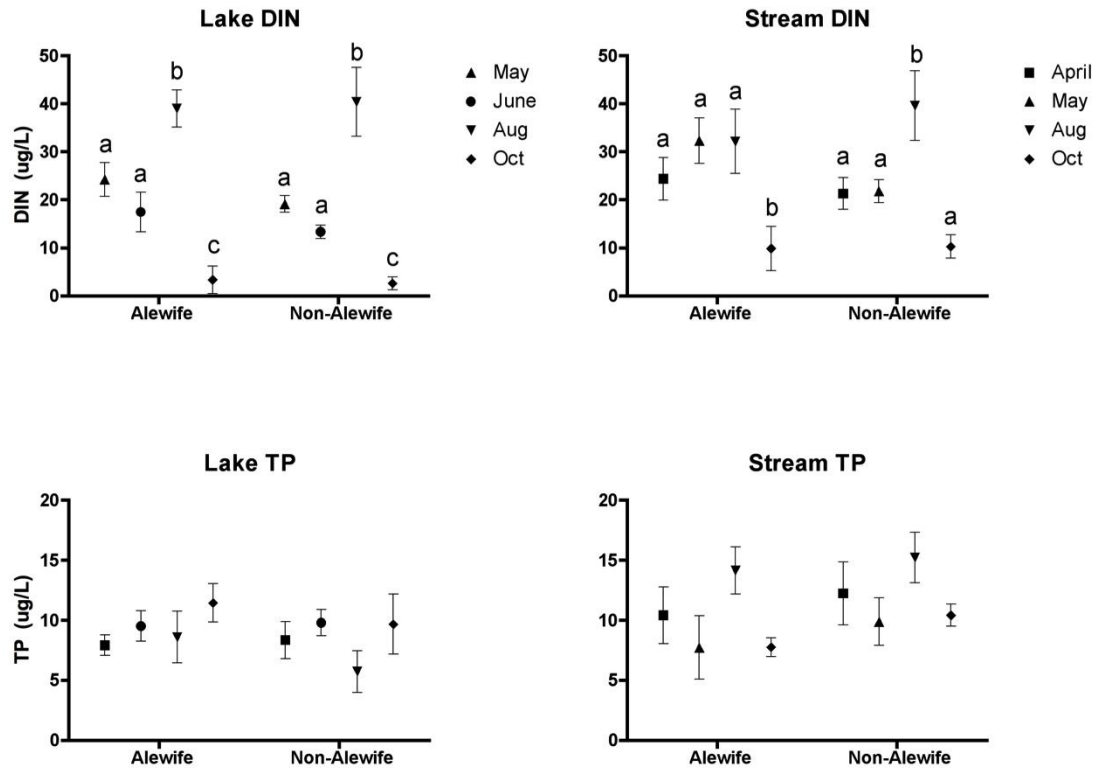 Lake DIN
DIN (ug/L)
50
40
30
20
10
0
a
a
b
c
a
a
b
c
Alewife
Non-Alewife
May
June
Aug
Oct
Stream DIN
50
40
30
20
10
0
a
a
a
b
a
a
b
a
Alewife
Non-Alewife
April
May
Aug
Oct
Lake TP
TP (ug/L)
20
15
10
5
0
Alewife
Non-Alewife
Stream TP
20
15
10
5
0
Alewife
Non-Alewife